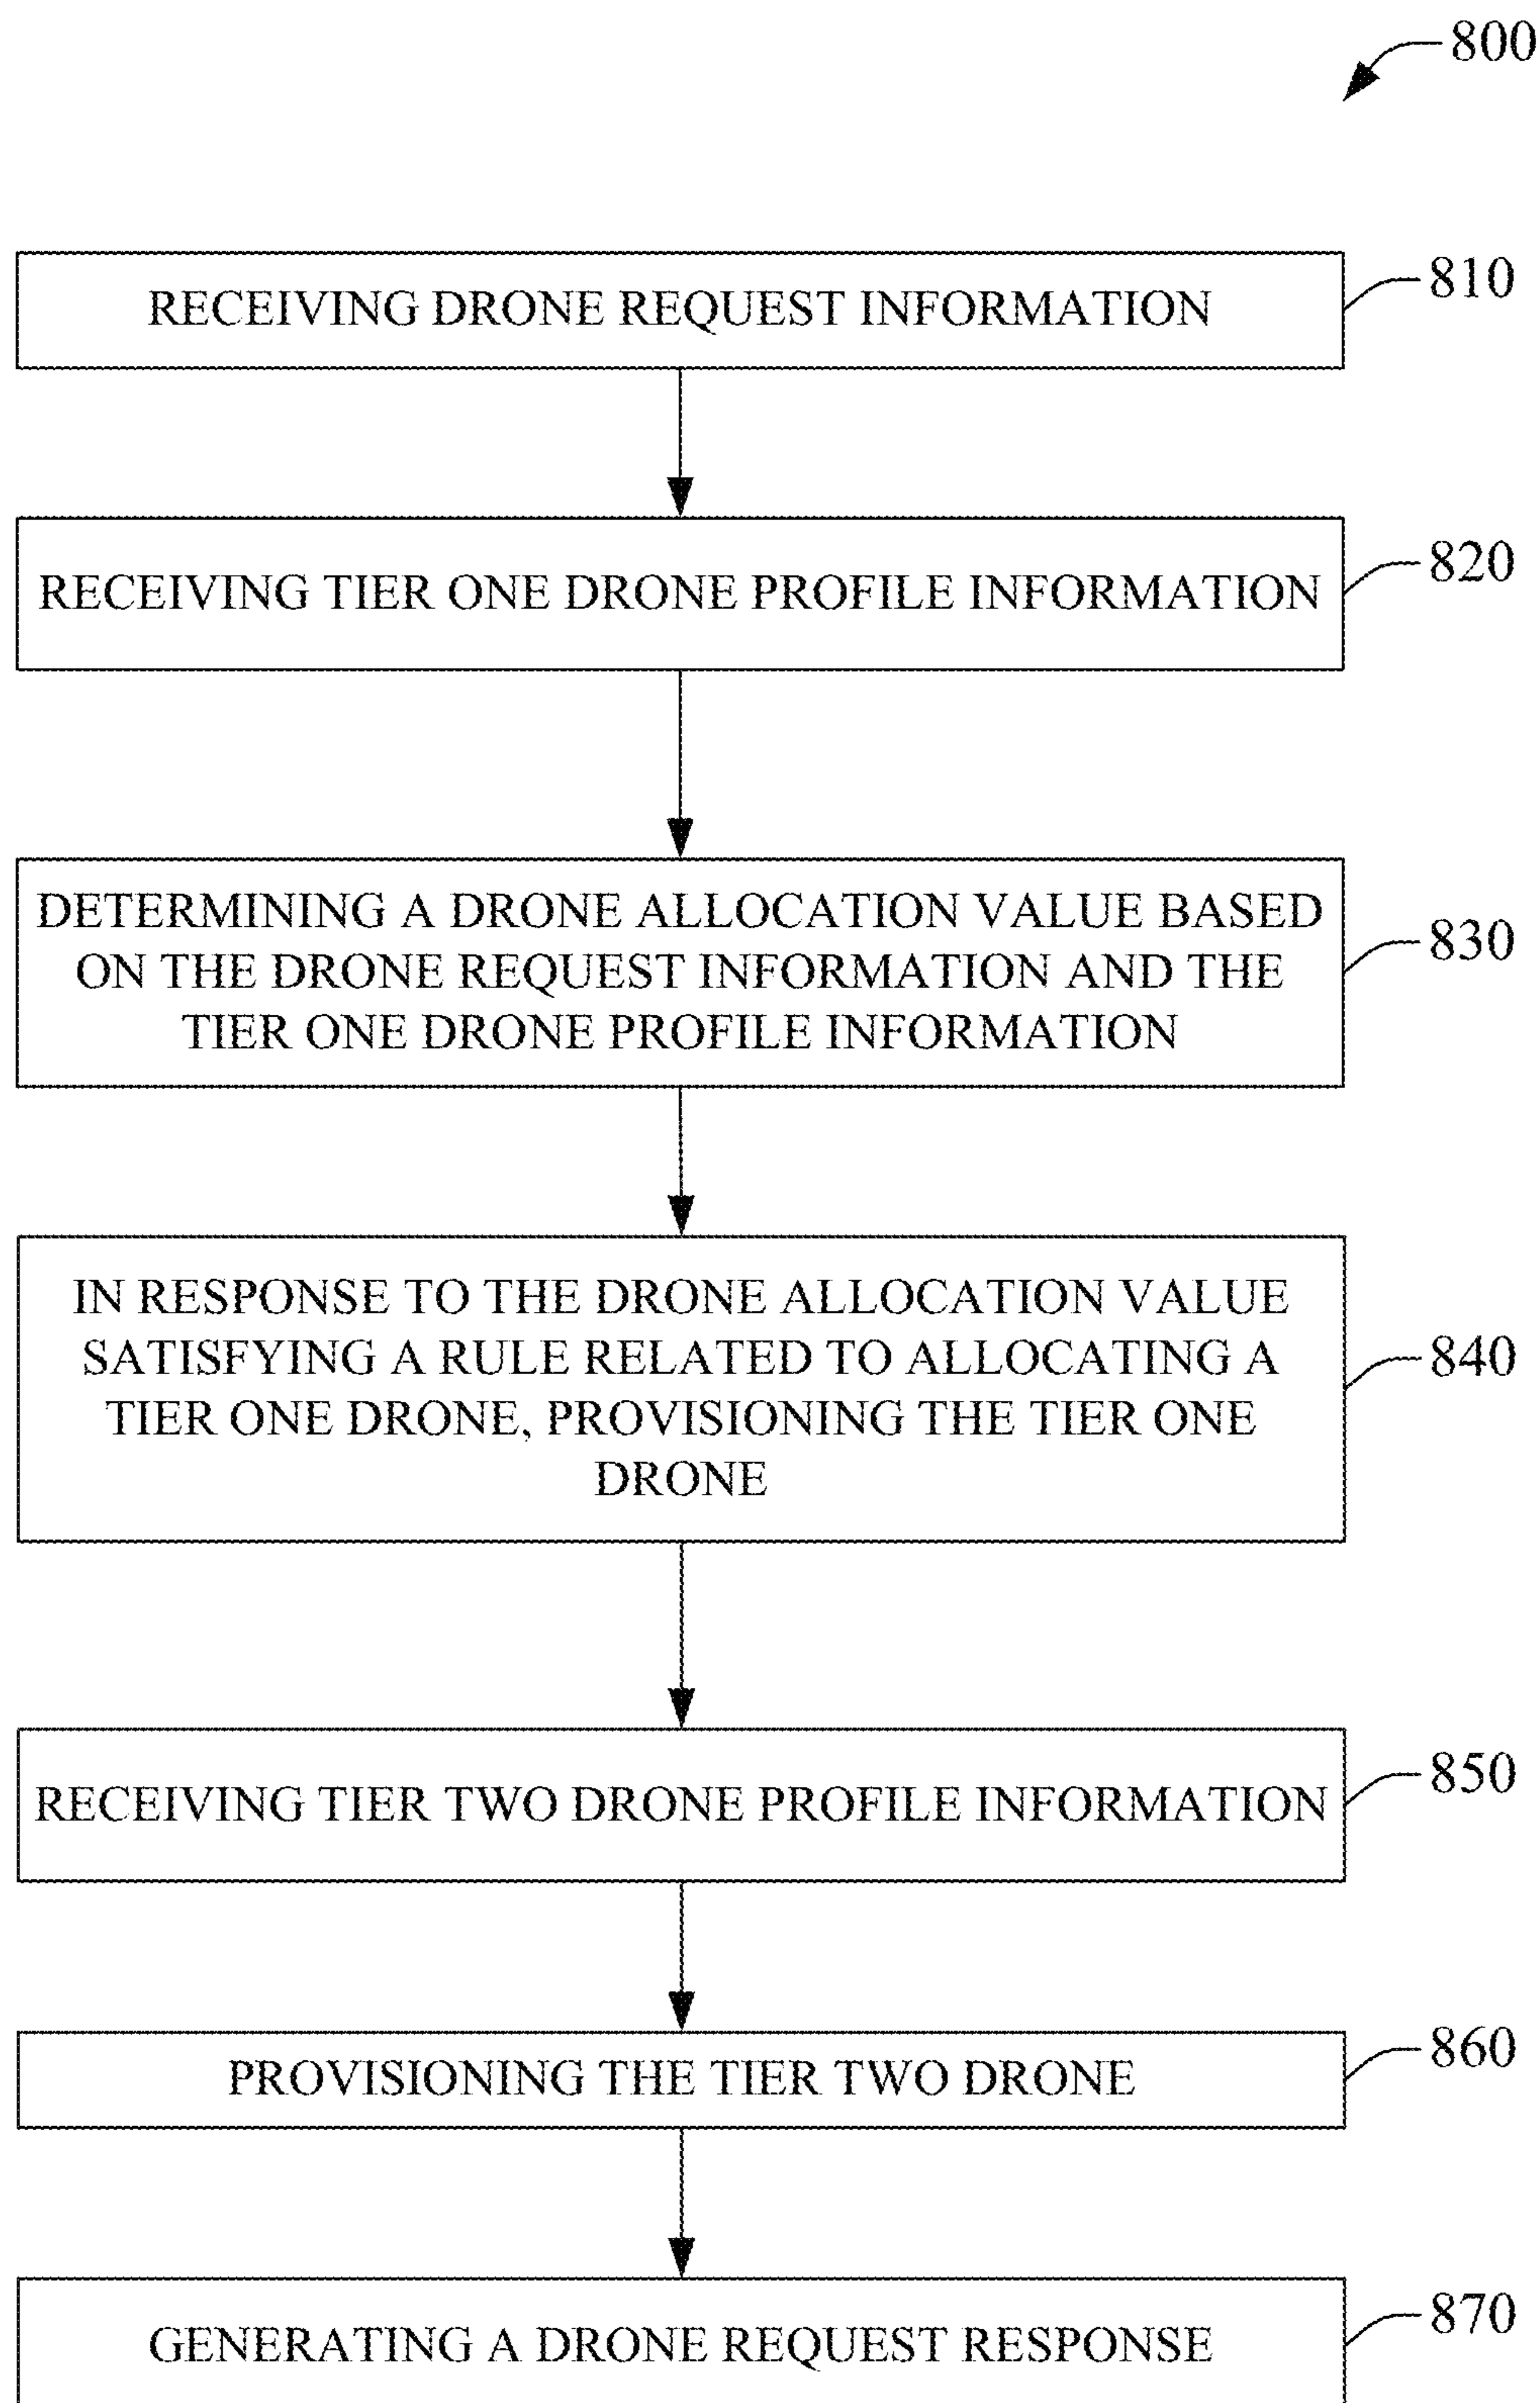 800
RECEIVING DRONE REQUEST INFORMATION
810
RECEIVING TIER ONE DRONE PROFILE INFORMATION
820
DETERMINING A DRONE ALLOCATION VALUE BASED
ON THE DRONE REQUEST INFORMATION AND THE
TIER ONE DRONE PROFILE INFORMATION
830
IN RESPONSE TO THE DRONE ALLOCATION VALUE
SATISFYING A RULE RELATED TO ALLOCATING A
TIER ONE DRONE, PROVISIONING THE TIER ONE
DRONE
840
RECEIVING TIER TWO DRONE PROFILE INFORMATION
850
PROVISIONING THE TIER TWO DRONE
860
GENERATING A DRONE REQUEST RESPONSE
870